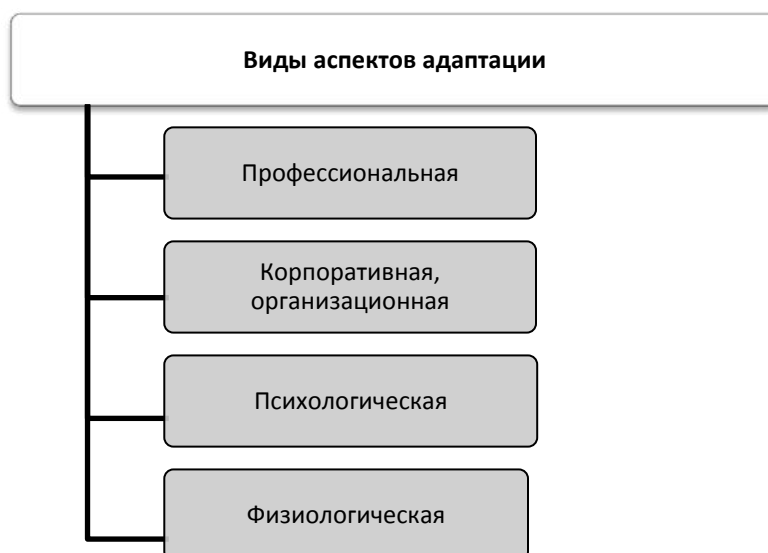 Виды аспектов адаптации
Профессиональная
Корпоративная,
организационная
Психологическая
Физиологическая